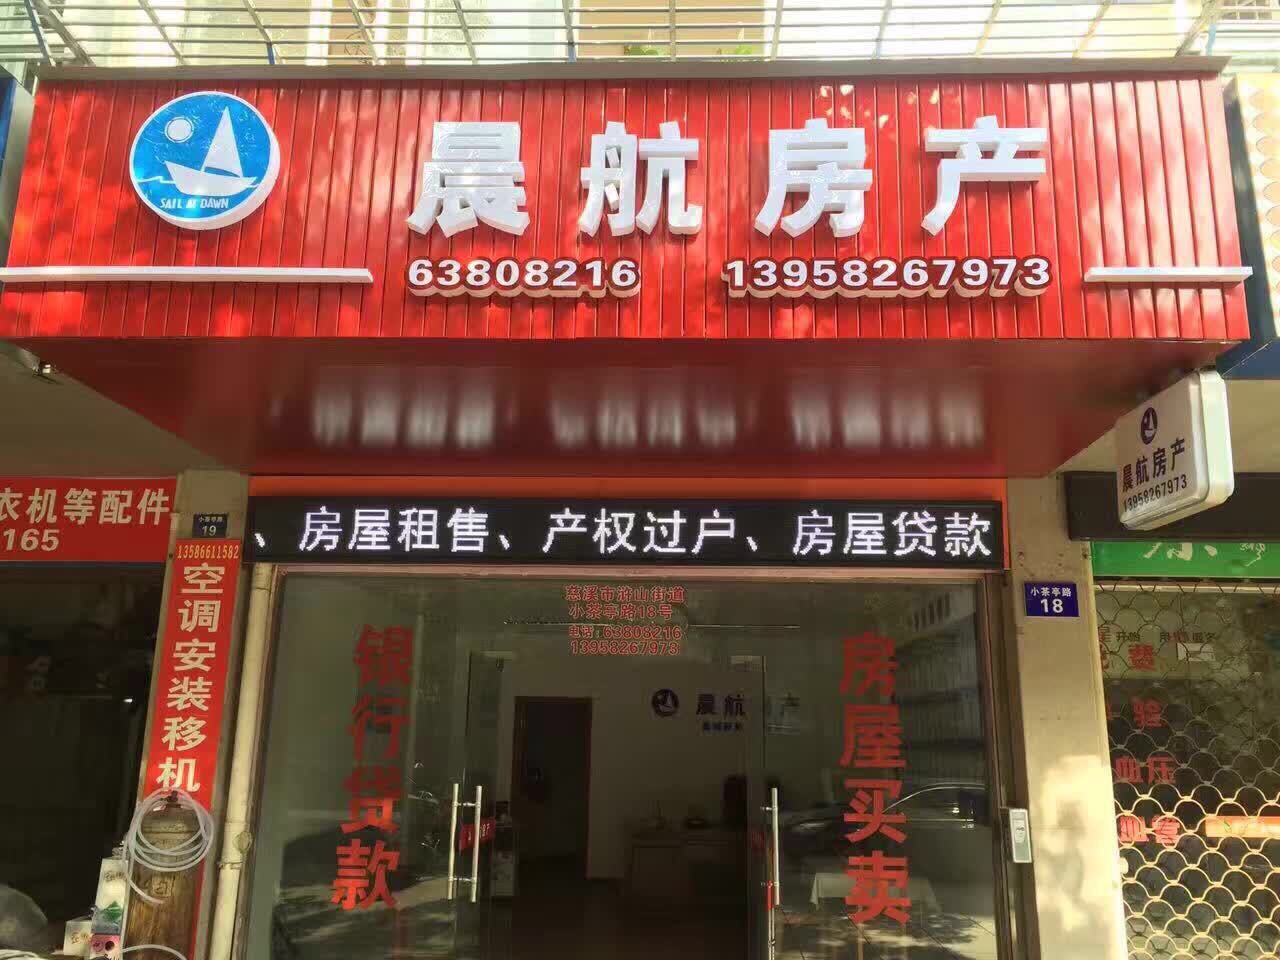 SAIL AT DAWN
晨航房产
63808216
13958267973
晨航房产
13958267973
衣机等配件
165
小茶亭路
19
、房屋租售、产权过户、房屋贷款
小茶亭路
18
13586611582
空调安装移机
慈溪市浒山街道
小茶亭路18号
电话:63808216
13958267973
银行贷款
房屋买卖
晨航 产